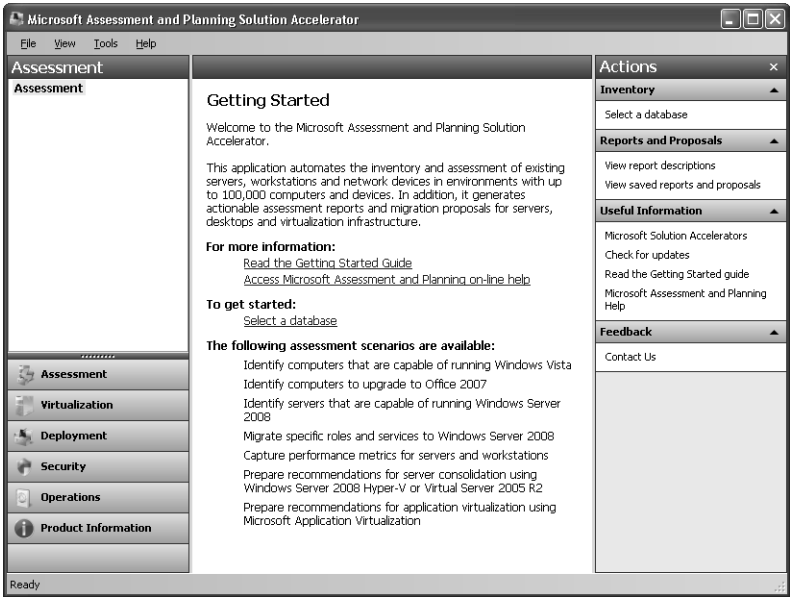 Microsoft Assessment and Planning Solution Accelerator
File View Tools Help
Assessment
Assessment
Assessment
Virtualization
Deployment
Security
Operations
Product Information
Getting Started
Welcome to the Microsoft Assessment and Planning Solution
Accelerator.
This application automates the inventory and assessment of existing
servers, workstations and network devices in environments with up
to 100,000 computers and devices. In addition, it generates
actionable assessment reports and migration proposals for servers,
desktops and virtualization infrastructure.
For more information:
Read the Getting Started Guide
Access Microsoft Assessment and Planning on-line help
To get started:
Select a database
The following assessment scenarios are available:
Identify computers that are capable of running Windows Vista
Identify computers to upgrade to Office 2007
Identify servers that are capable of running Windows Server
2008
Migrate specific roles and services to Windows Server 2008
Capture performance metrics for servers and workstations
Prepare recommendations for server consolidation using
Windows Server 2008 Hyper-V or Virtual Server 2005 R2
Prepare recommendations for application virtualization using
Microsoft Application Virtualization
Actions
Inventory
Select a database
Reports and Proposals
View report descriptions
View saved reports and proposals
Useful Information
Microsoft Solution Accelerators
Check for updates
Read the Getting Started guide
Microsoft Assessment and Planning
Help
Feedback
Contact Us
Ready